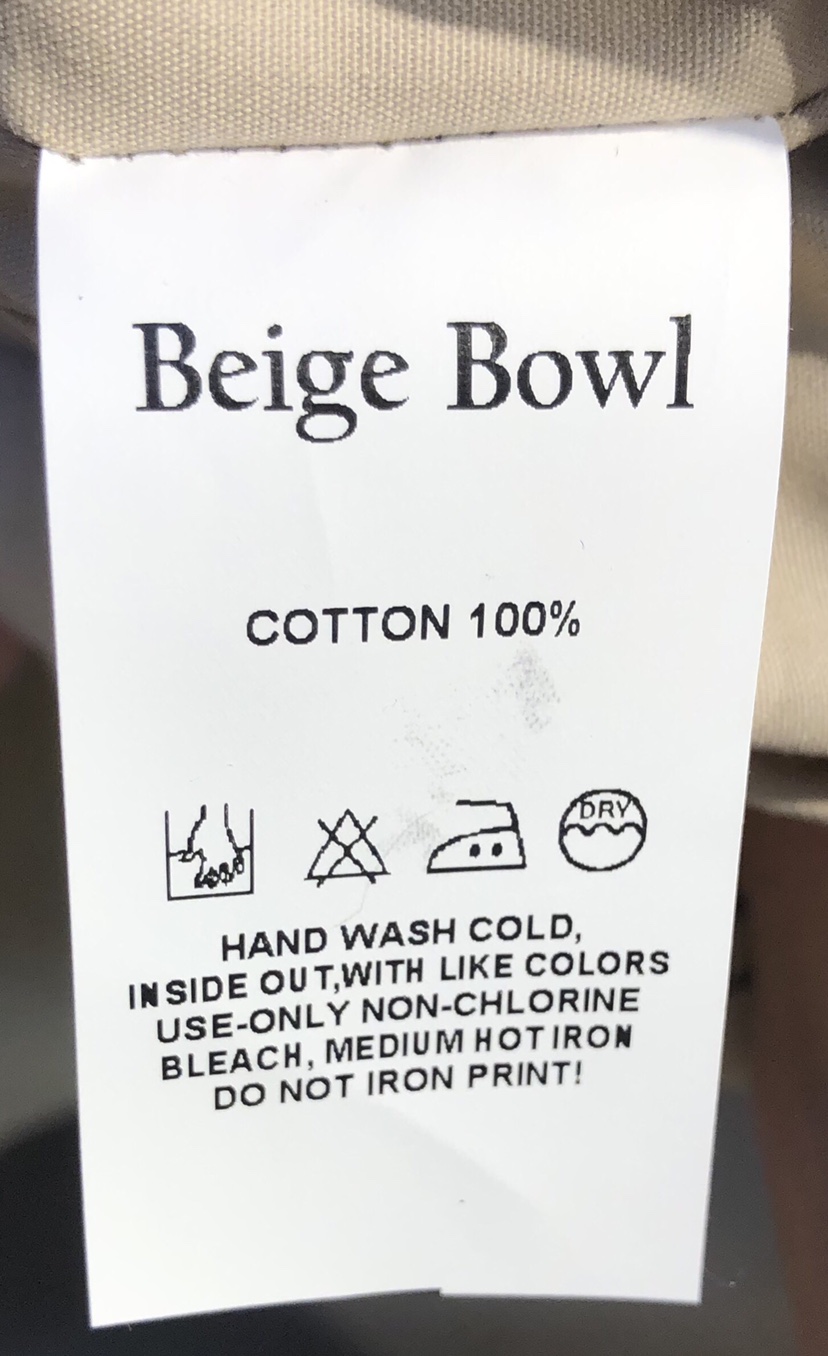 Beige Bowl
COTTON 100%
DRY
HAND WASH COLD,
INSIDE OUT,WITH LIKE COLORS
USE-ONLY NON-CHLORINE
BLEACH, MEDIUM HOT IRON
DO NOT IRON PRINT!